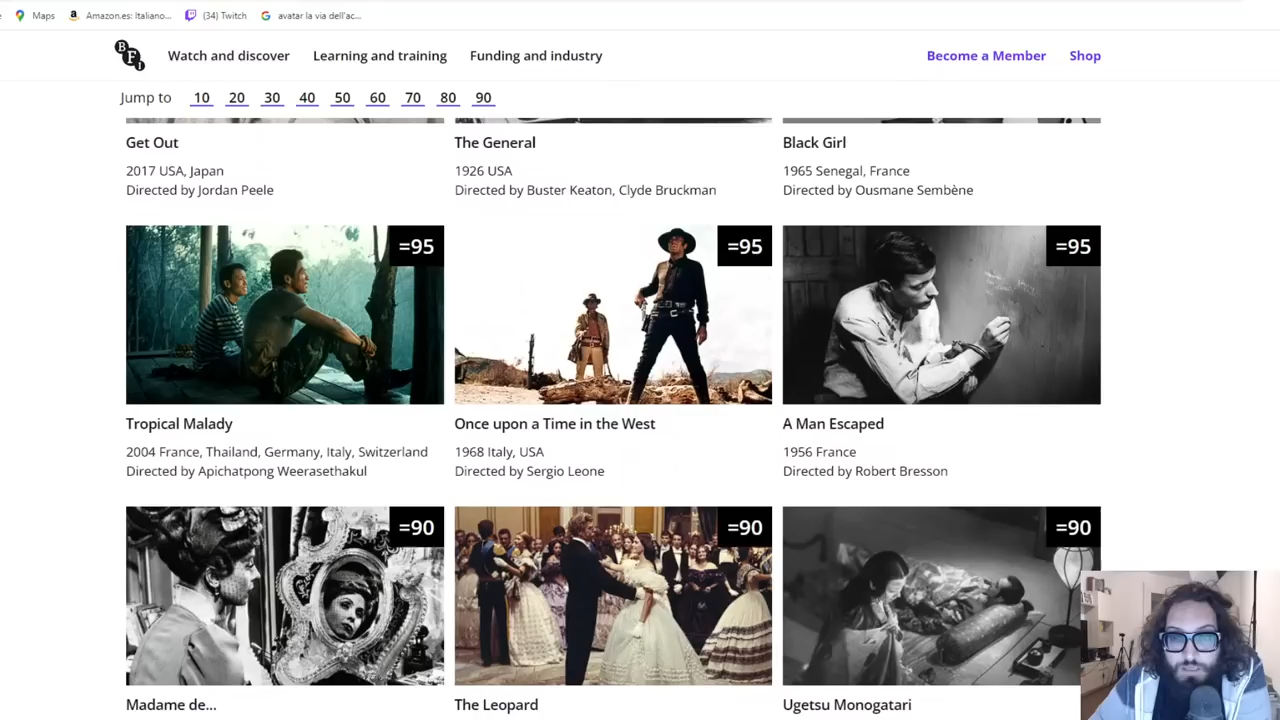 Maps
Amazon.es: Italiano...
(34) Twitch
avatar la via dell'ac...
BFI
Watch and discover
Learning and training
Funding and industry
Become a Member
Shop
Jump to 10 20 30 40 50 60 70 80 90
Get Out
2017 USA, Japan
Directed by Jordan Peele
The General
1926 USA
Directed by Buster Keaton, Clyde Bruckman
Black Girl
1965 Senegal, France
Directed by Ousmane Sembène
=95
Tropical Malady
2004 France, Thailand, Germany, Italy, Switzerland
Directed by Apichatpong Weerasethakul
=95
Once upon a Time in the West
1968 Italy, USA
Directed by Sergio Leone
=95
A Man Escaped
1956 France
Directed by Robert Bresson
=90
Madame de...
=90
The Leopard
=90
Ugetsu Monogatari